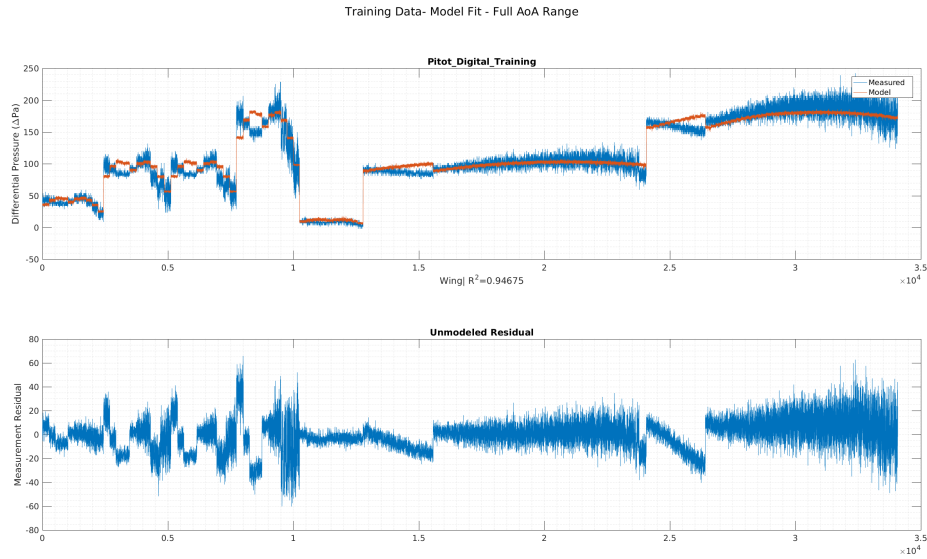 Training Data- Model Fit - Full AoA Range
Pitot_Digital_Training
Differential Pressure (ΔPa)
250
200
150
100
50
0
-50
Measured
Model
0 0.5 1 1.5 2 2.5 3 3.5
×10⁴
Wing| R²=0.94675
Unmodeled Residual
Measurement Residual
80
60
40
20
0
-20
-40
-60
-80
0 0.5 1 1.5 2 2.5 3 3.5
×10⁴